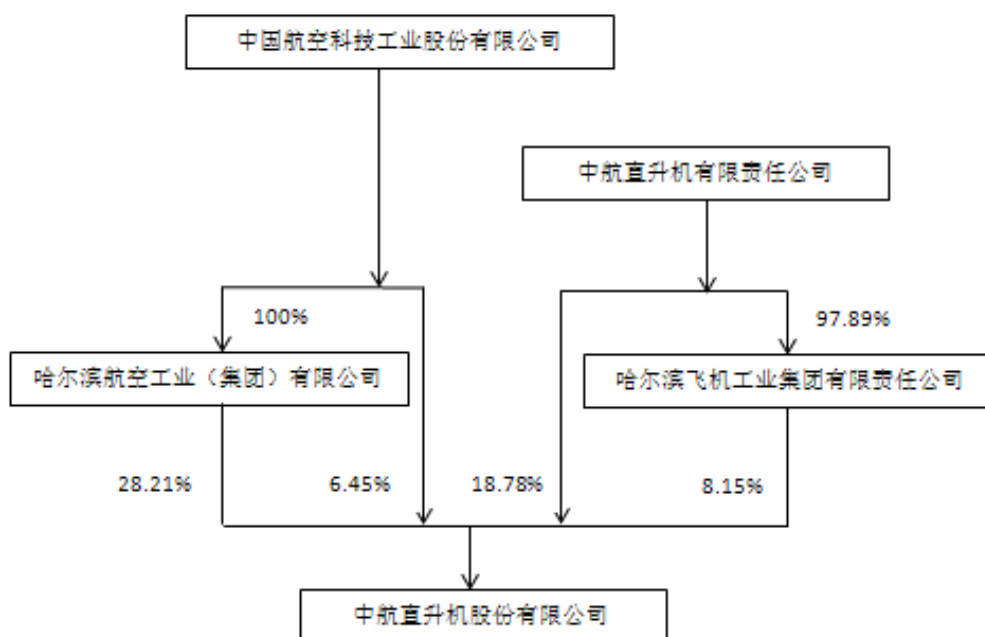 中国航空科技工业股份有限公司
中航直升机有限责任公司
100%
97.89%
哈尔滨航空工业（集团）有限公司
哈尔滨飞机工业集团有限责任公司
28.21%
6.45%
18.78%
8.15%
中航直升机股份有限公司